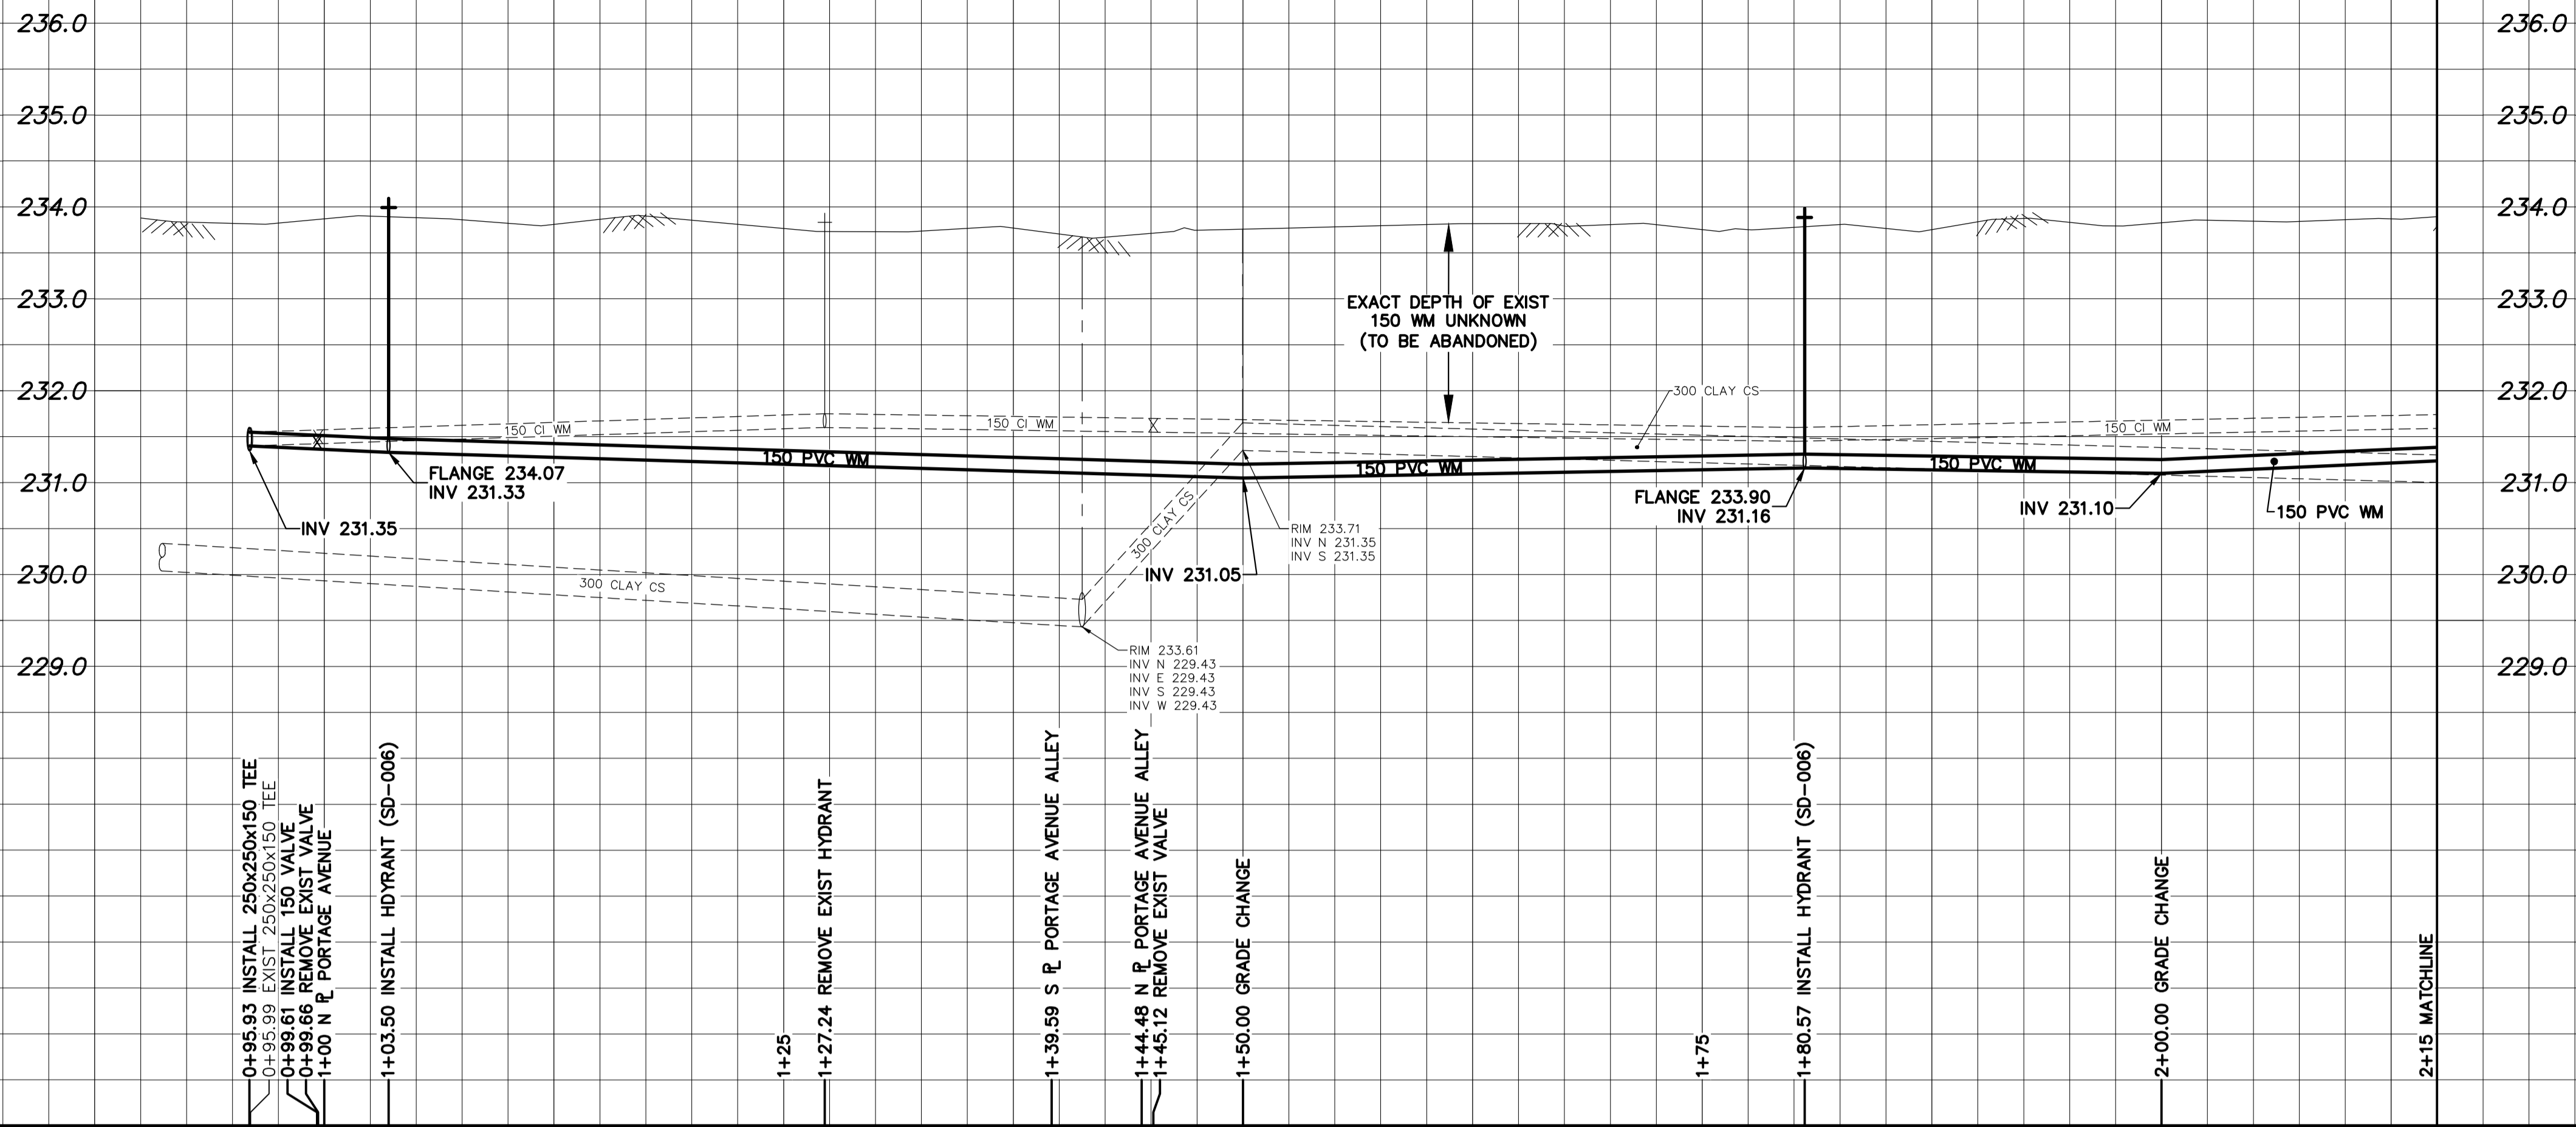 236.0
236.0
235.0
235.0
234.0
234.0
233.0
233.0
EXACT DEPTH OF EXIST
150 WM UNKNOWN
(TO BE ABANDONED)
232.0
232.0
300 CLAY CS
150 CI WM
150 CI WM
150 CI WM
150 PVC WM
150 PVC WM
150 PVC WM
231.0
231.0
FLANGE 234.07
INV 231.33
FLANGE 233.90
INV 231.16
INV 231.10
150 PVC WM
INV 231.35
300 CLAY CS
RIM 233.71
INV N 231.35
INV S 231.35
230.0
230.0
INV 231.05
300 CLAY CS
RIM 233.61
INV N 229.43
INV E 229.43
INV S 229.43
INV W 229.43
229.0
229.0
0+95.93 INSTALL 250x250x150 TEE
0+95.99 EXIST 250x250x150 TEE
0+99.61 INSTALL 150 VALVE
0+99.66 REMOVE EXIST VALVE
1+00 N PL PORTAGE AVENUE
1+03.50 INSTALL HDYRANT (SD-006)
1+25
1+27.24 REMOVE EXIST HYDRANT
1+39.59 S PL PORTAGE AVENUE ALLEY
1+44.48 N PL PORTAGE AVENUE ALLEY
1+45.12 REMOVE EXIST VALVE
1+50.00 GRADE CHANGE
1+75
1+80.57 INSTALL HYDRANT (SD-006)
2+00.00 GRADE CHANGE
2+15 MATCHLINE